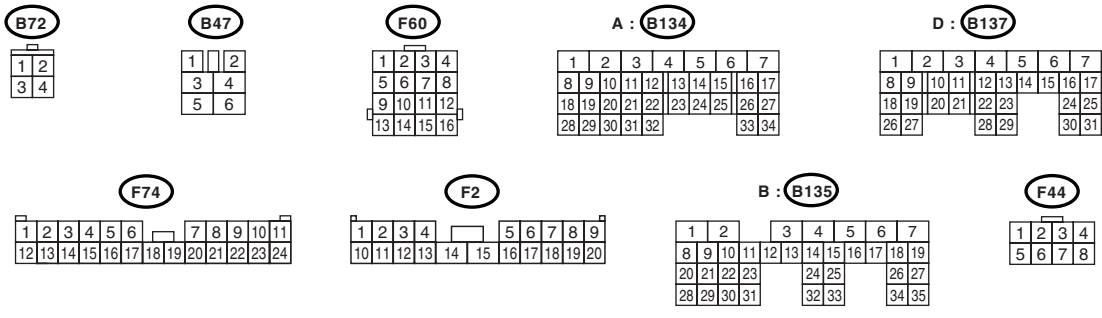 B72 B47 F60 A : B134 D : B137
1 2
3 4
1 2
3 4
5 6
1 2 3 4
5 6 7 8
9 10 11 12
13 14 15 16
1 2 3 4 5 6 7
8 9 10 11 12 13 14 15 16 17
18 19 20 21 22 23 24 25 26 27
28 29 30 31 32 33 34
1 2 3 4 5 6 7
8 9 10 11 12 13 14 15 16 17
18 19 20 21 22 23 24 25
26 27 28 29 30 31
F74 F2 B : B135 F44
1 2 3 4 5 6 7 8 9 10 11
12 13 14 15 16 17 18 19 20 21 22 23 24
1 2 3 4 5 6 7 8 9
10 11 12 13 14 15 16 17 18 19 20
1 2 3 4 5 6 7
8 9 10 11 12 13 14 15 16 17 18 19
20 21 22 23 24 25 26 27
28 29 30 31 32 33 34 35
1 2 3 4
5 6 7 8